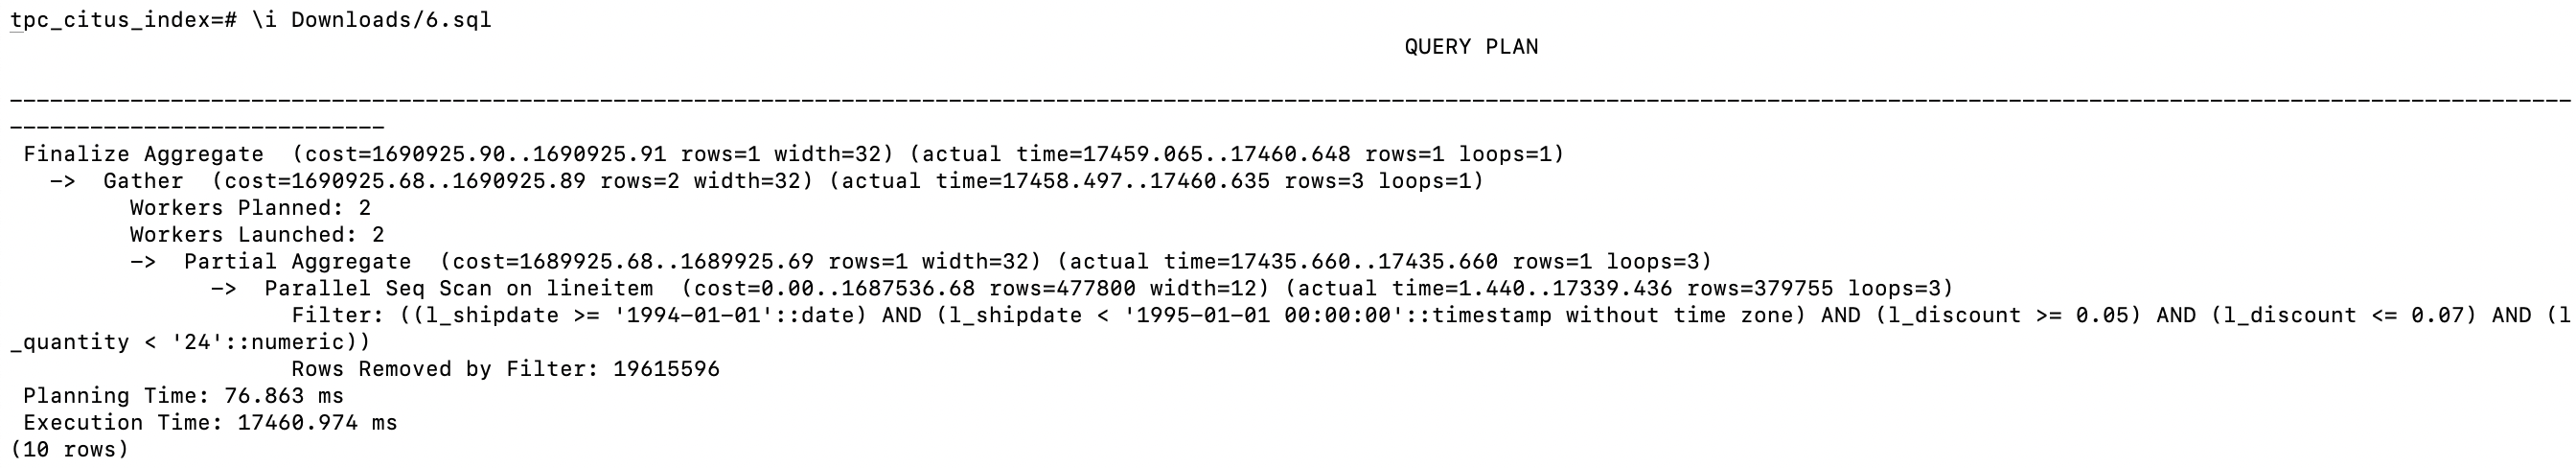 tpc_citus_index=# \i Downloads/6.sql
QUERY PLAN
----------------------------------------------------------------------------------------------------------------------------------------------------------------------------------------------
----------------------------
Finalize Aggregate  (cost=1690925.90..1690925.91 rows=1 width=32) (actual time=17459.065..17460.648 rows=1 loops=1)
->  Gather  (cost=1690925.68..1690925.89 rows=2 width=32) (actual time=17458.497..17460.635 rows=3 loops=1)
Workers Planned: 2
Workers Launched: 2
->  Partial Aggregate  (cost=1689925.68..1689925.69 rows=1 width=32) (actual time=17435.660..17435.660 rows=1 loops=3)
->  Parallel Seq Scan on lineitem  (cost=0.00..1687536.68 rows=477800 width=12) (actual time=1.440..17339.436 rows=379755 loops=3)
Filter: ((l_shipdate >= '1994-01-01'::date) AND (l_shipdate < '1995-01-01 00:00:00'::timestamp without time zone) AND (l_discount >= 0.05) AND (l_discount <= 0.07) AND (l
_quantity < '24'::numeric))
Rows Removed by Filter: 19615596
Planning Time: 76.863 ms
Execution Time: 17460.974 ms
(10 rows)